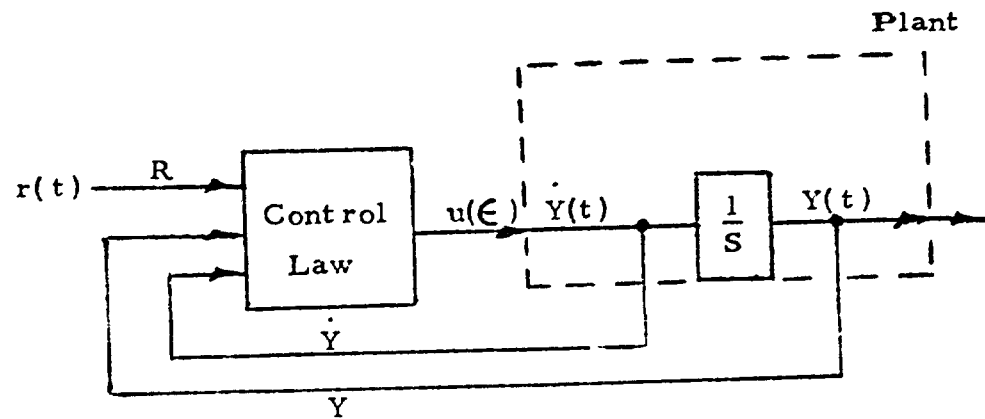 Plant
r(t)
R
Control
Law
u(ϵ)
Ẏ(t)
1
S
Y(t)
Ẏ
Y